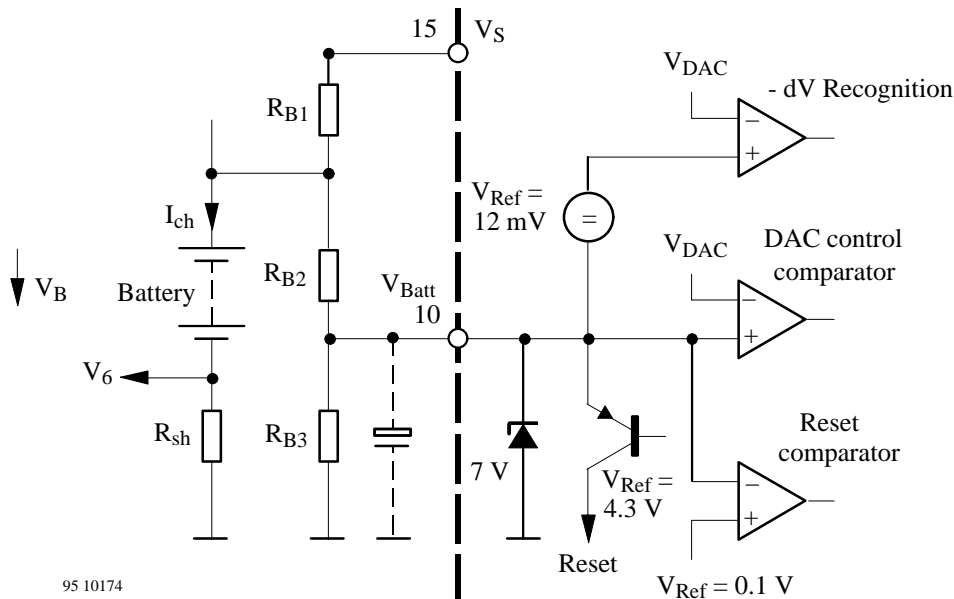 15 V_S
V_DAC
- dV Recognition
−
+
R_B1
V_Ref =
12 mV
=
I_ch
V_B
Battery
R_B2
V_Batt
10
V_DAC
DAC control
comparator
−
+
V_6
R_sh
R_B3
7 V
V_Ref =
4.3 V
Reset
Reset
comparator
−
+
V_Ref = 0.1 V
95 10174